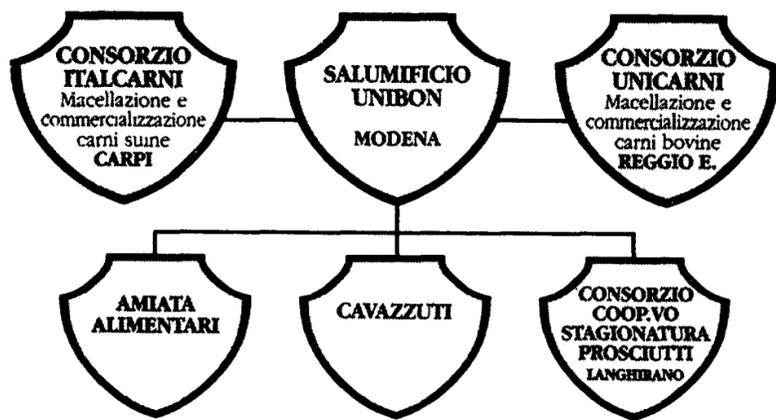 CONSORZIO
ITALCARNI
Macellazione e
commercializzazione
carni suine
CARPI
SALUMIFICIO
UNIBON
MODENA
CONSORZIO
UNICARNI
Macellazione e
commercializzazione
carni bovine
REGGIO E.
AMIATA
ALIMENTARI
CAVAZZUTI
CONSORZIO
COOP.VO
STAGIONATURA
PROSCIUTTI
LANGHIRANO